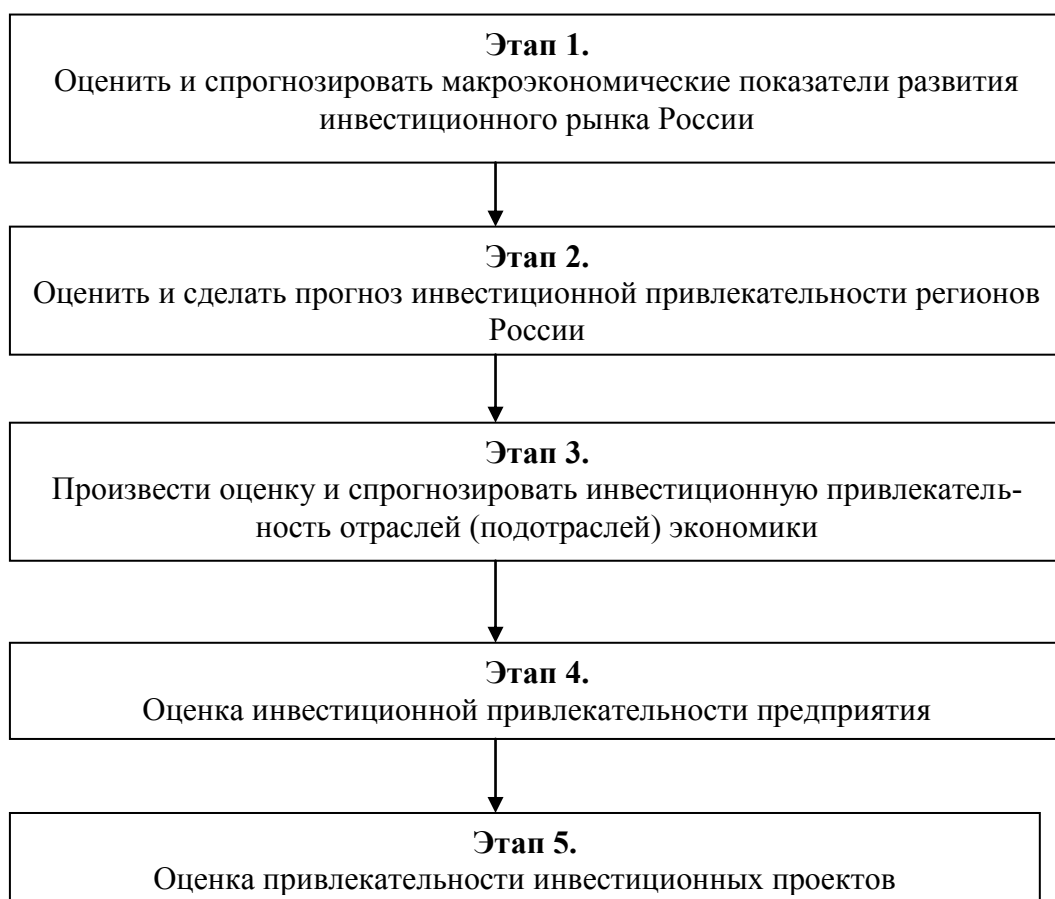 Этап 1.
Оценить и спрогнозировать макроэкономические показатели развития
инвестиционного рынка России
Этап 2.
Оценить и сделать прогноз инвестиционной привлекательности регионов
России
Этап 3.
Произвести оценку и спрогнозировать инвестиционную привлекатель-
ность отраслей (подотраслей) экономики
Этап 4.
Оценка инвестиционной привлекательности предприятия
Этап 5.
Оценка привлекательности инвестиционных проектов